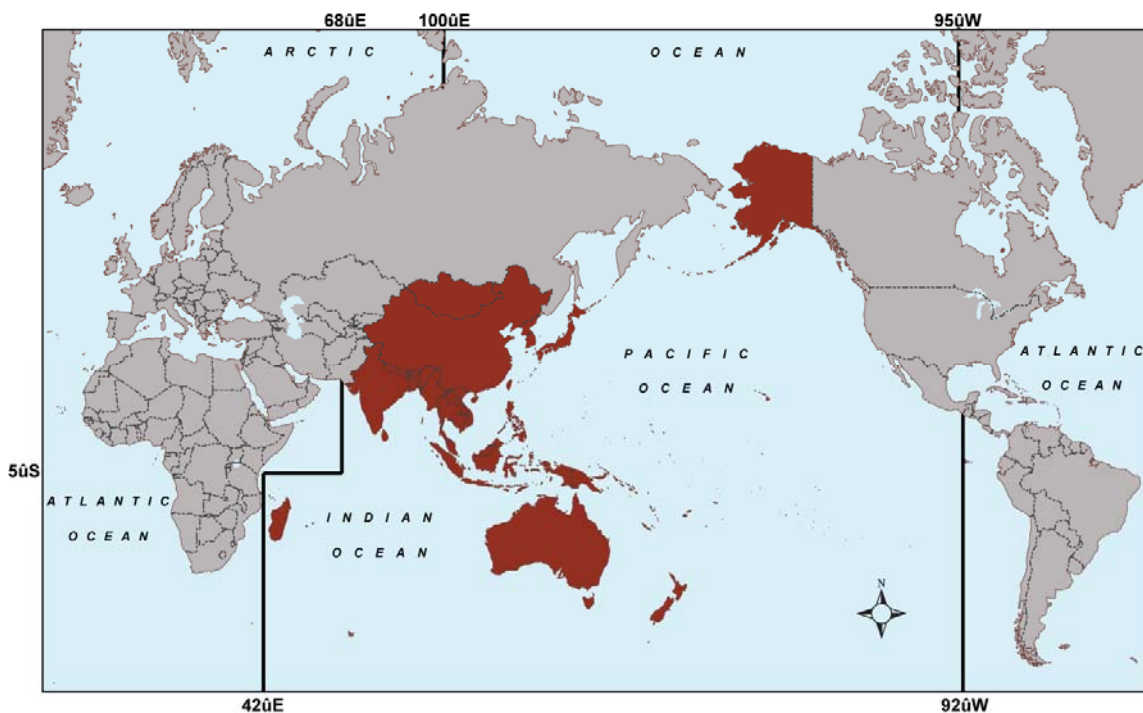 68ûE
100ûE
95ûW
A R C T I C
O C E A N
P A C I F I C
O C E A N
A T L A N T I C
O C E A N
5ûS
A T L A N T I C
O C E A N
I N D I A N
O C E A N
N
42ûE
92ûW